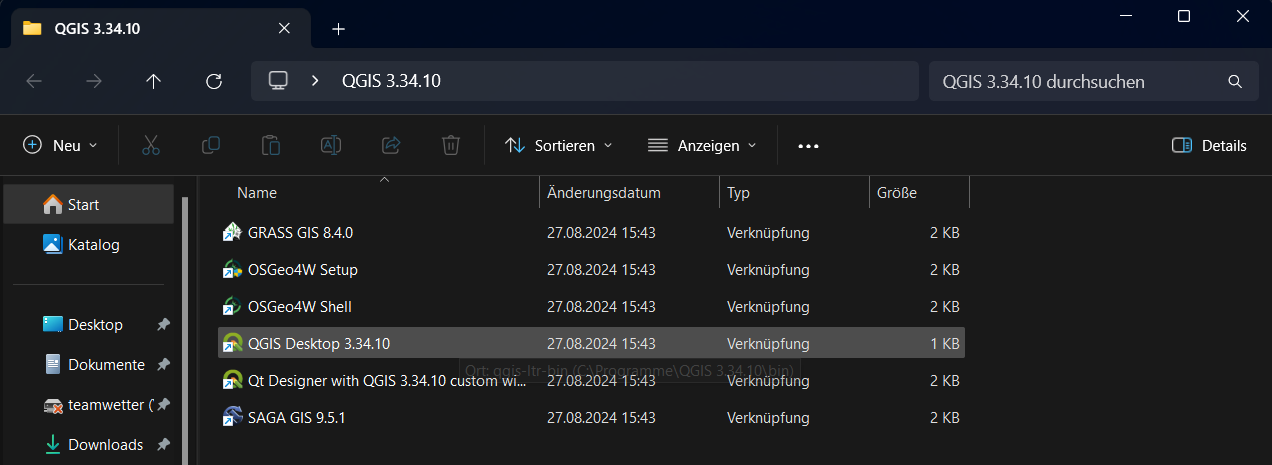 QGIS 3.34.10
QGIS 3.34.10
QGIS 3.34.10 durchsuchen
Neu
Sortieren
Anzeigen
Details
Name Änderungsdatum Typ Größe
Start
Katalog
Desktop
Dokumente
teamwetter (
Downloads
GRASS GIS 8.4.0 27.08.2024 15:43 Verknüpfung 2 KB
OSGeo4W Setup 27.08.2024 15:43 Verknüpfung 2 KB
OSGeo4W Shell 27.08.2024 15:43 Verknüpfung 2 KB
QGIS Desktop 3.34.10 27.08.2024 15:43 Verknüpfung 1 KB
Ort: qgis-ltr-bin (C:\Programme\QGIS 3.34.10\bin)
Qt Designer with QGIS 3.34.10 custom wi... 27.08.2024 15:43 Verknüpfung 2 KB
SAGA GIS 9.5.1 27.08.2024 15:43 Verknüpfung 2 KB